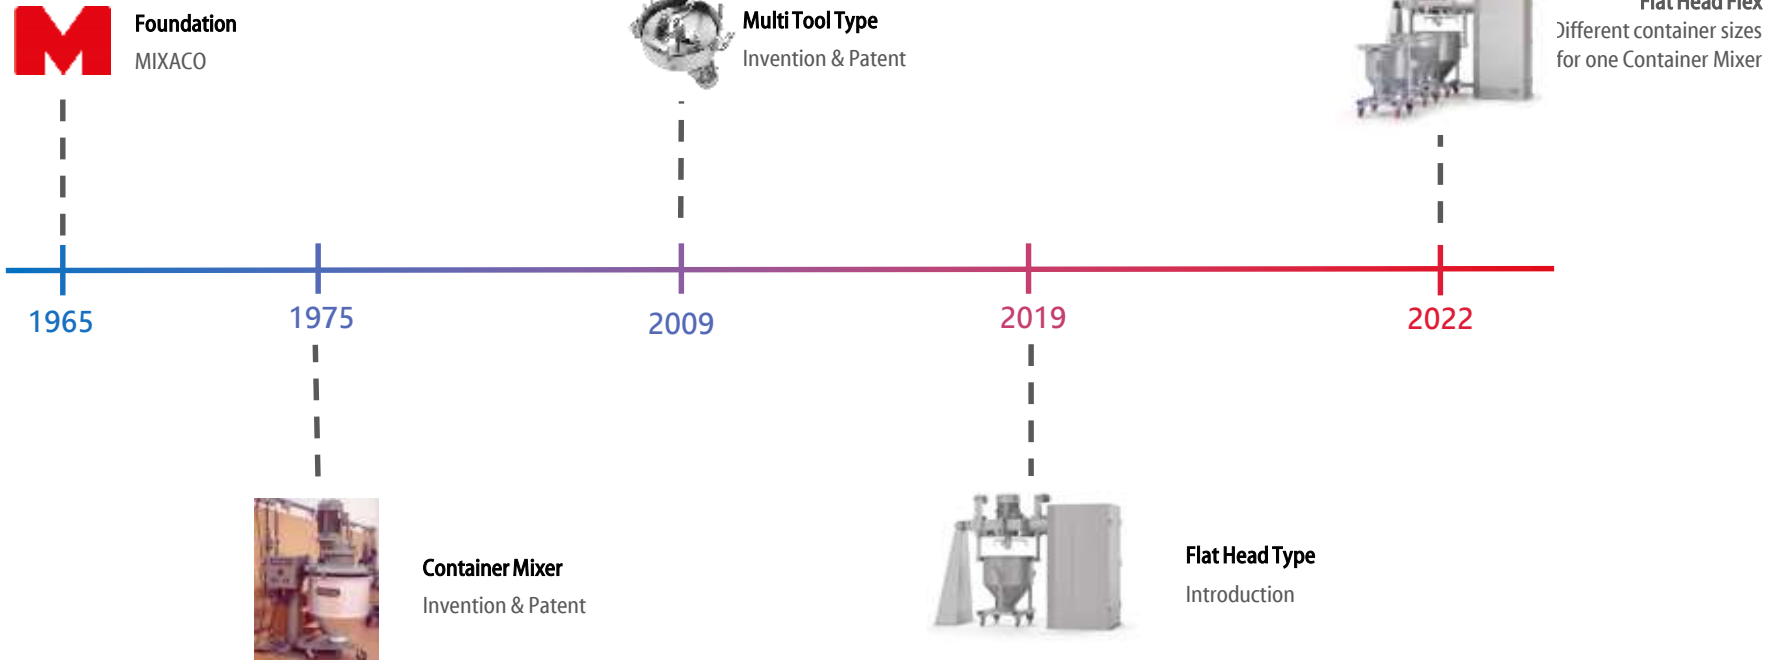 Foundation
MIXACO
Multi Tool Type
Invention & Patent
Flat Head Flex
Different container sizes
for one Container Mixer
1965
1975
2009
2019
2022
Container Mixer
Invention & Patent
Flat Head Type
Introduction